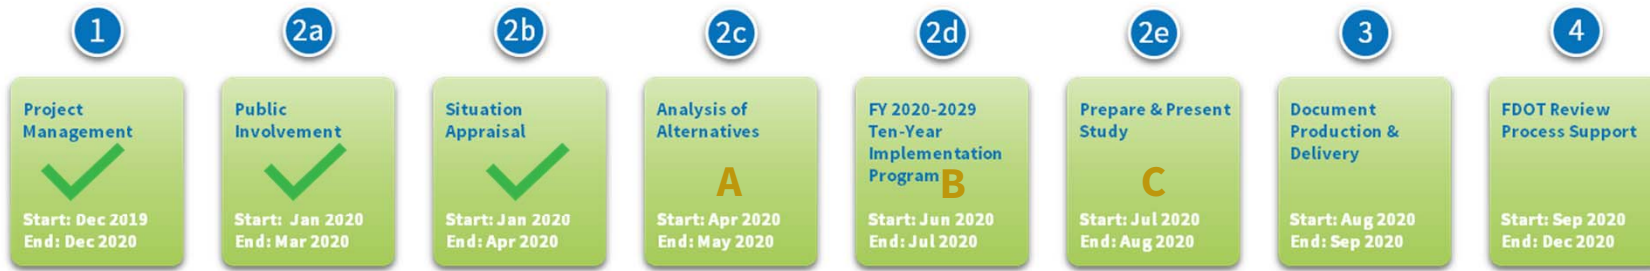 1
Project
Management
Start: Dec 2019
End: Dec 2020
2a
Public
Involvement
Start: Jan 2020
End: Mar 2020
2b
Situation
Appraisal
Start: Jan 2020
End: Apr 2020
2c
Analysis of
Alternatives
A
Start: Apr 2020
End: May 2020
2d
FY 2020-2029
Ten-Year
Implementation
Program
B
Start: Jun 2020
End: Jul 2020
2e
Prepare & Present
Study
C
Start: Jul 2020
End: Aug 2020
3
Document
Production &
Delivery
Start: Aug 2020
End: Sep 2020
4
FDOT Review
Process Support
Start: Sep 2020
End: Dec 2020